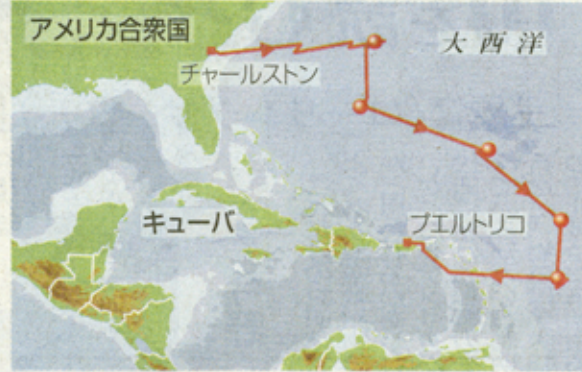 アメリカ合衆国
大西洋
チャールストン
キューバ
プエルトリコ